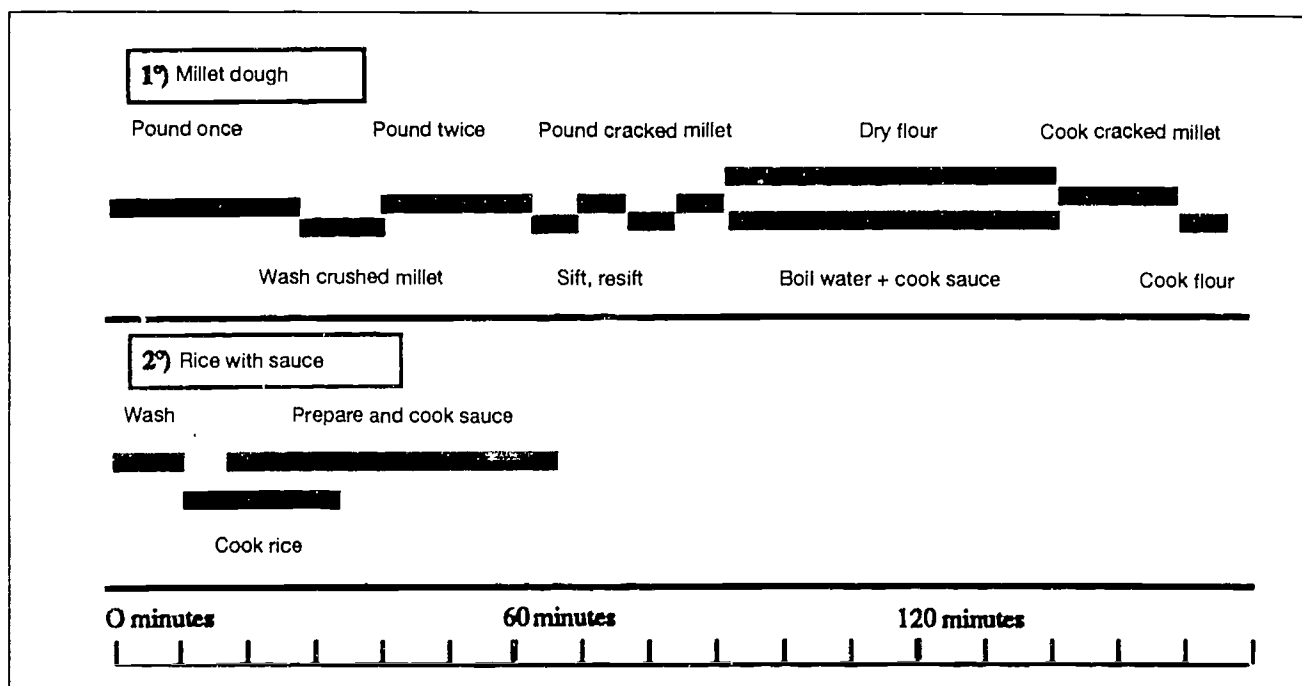 1º) Millet dough
Pound once Pound twice Pound cracked millet Dry flour Cook cracked millet
Wash crushed millet Sift, resift Boil water + cook sauce Cook flour
2º) Rice with sauce
Wash Prepare and cook sauce
Cook rice
O minutes 60 minutes 120 minutes